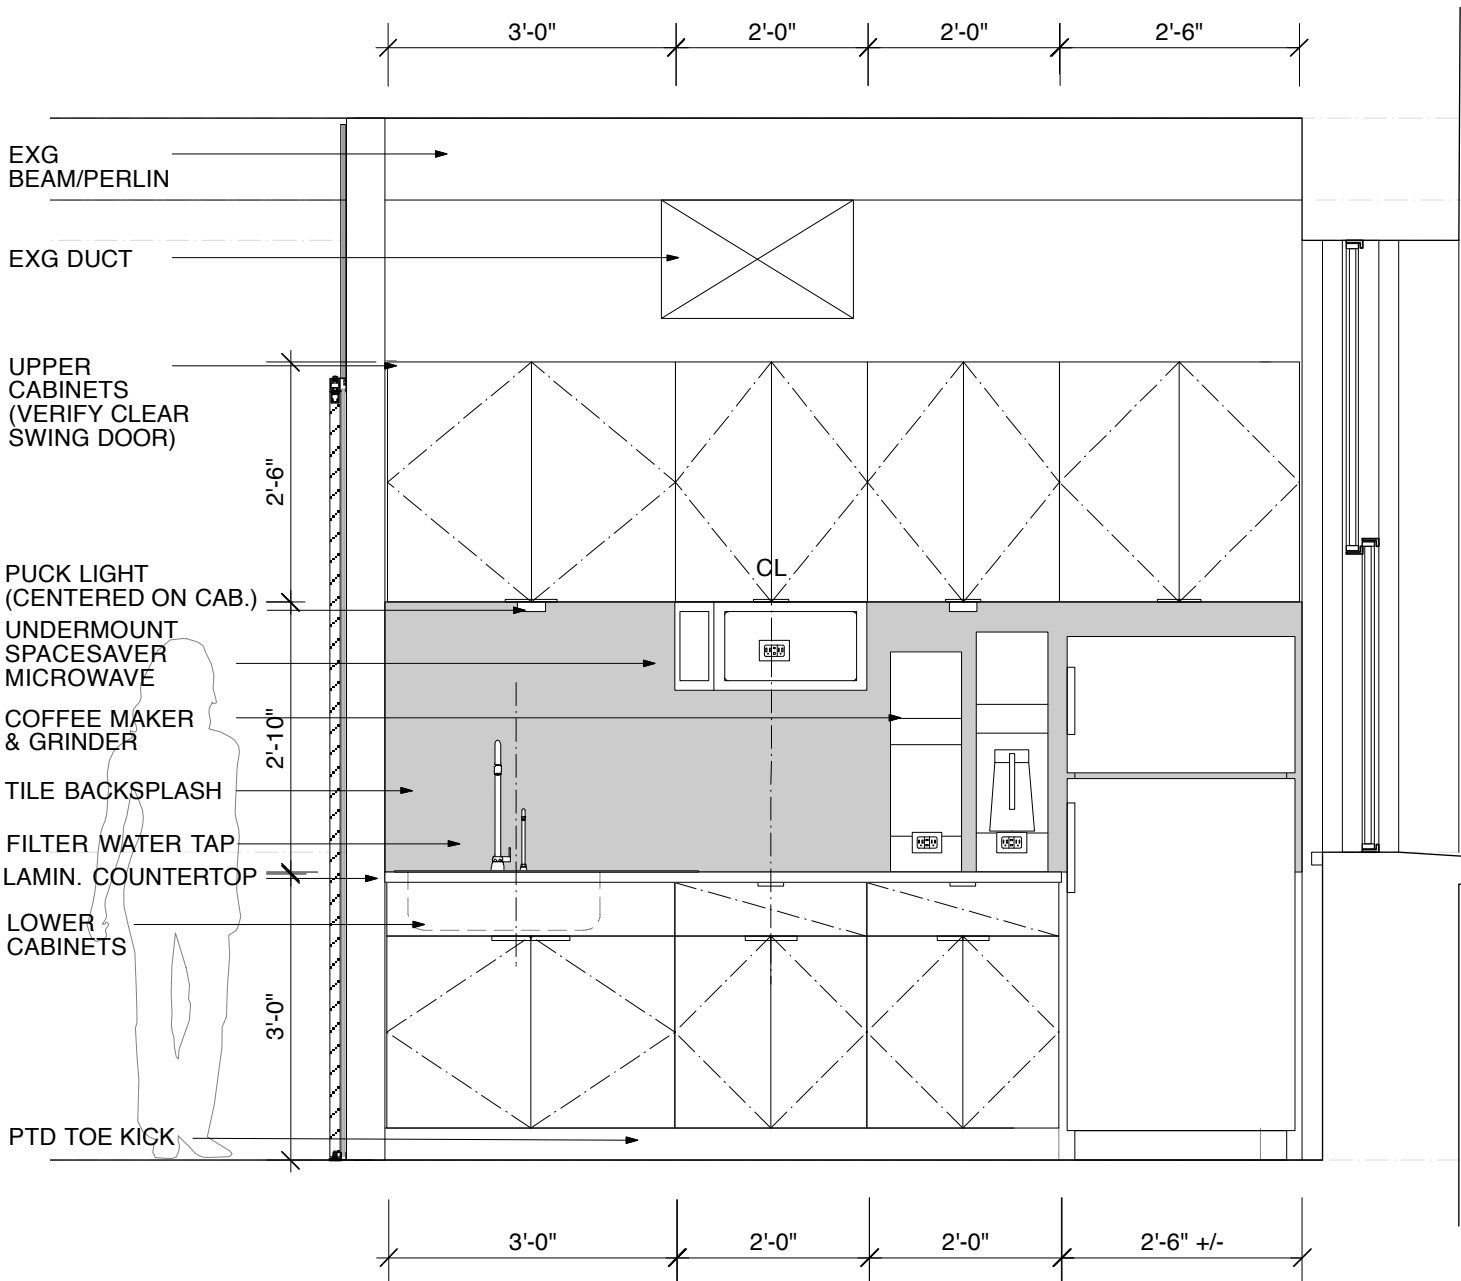 3'-0"
2'-0"
2'-0"
2'-6"
EXG
BEAM/PERLIN
EXG DUCT
UPPER
CABINETS
(VERIFY CLEAR
SWING DOOR)
2'-6"
PUCK LIGHT
(CENTERED ON CAB.)
CL
UNDERMOUNT
SPACESAVER
MICROWAVE
COFFEE MAKER
& GRINDER
2'-10"
TILE BACKSPLASH
FILTER WATER TAP
LAMIN. COUNTERTOP
LOWER
CABINETS
3'-0"
PTD TOE KICK
3'-0"
2'-0"
2'-0"
2'-6" +/-